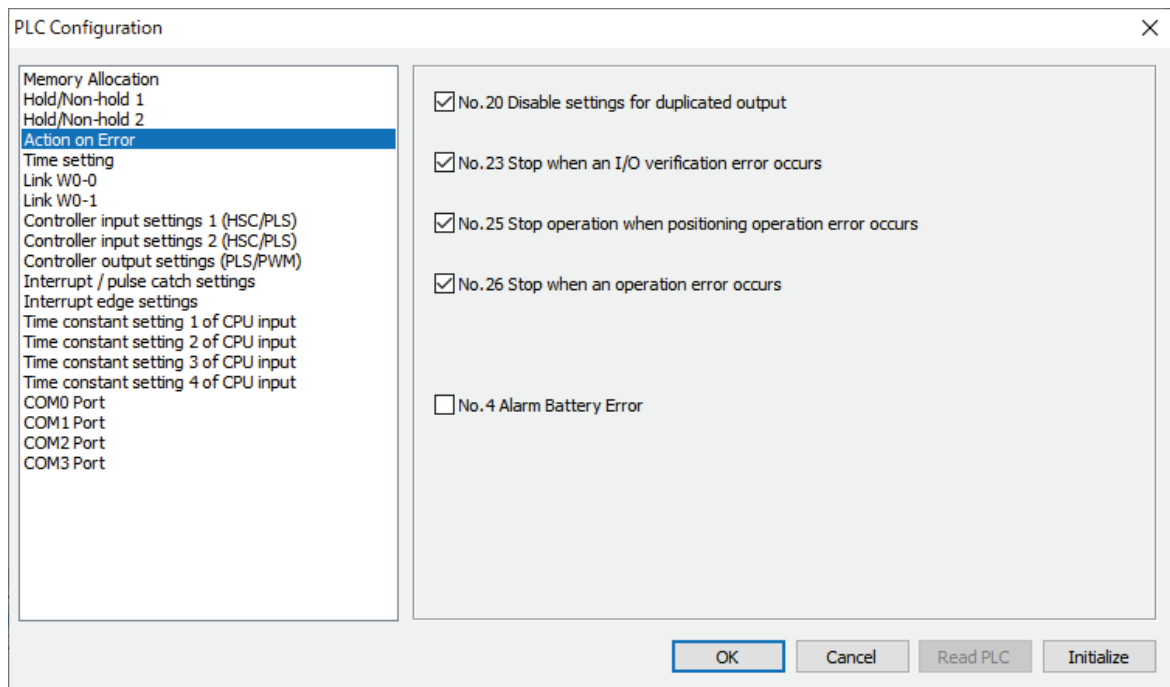 PLC Configuration
Memory Allocation
Hold/Non-hold 1
Hold/Non-hold 2
Action on Error
Time setting
Link W0-0
Link W0-1
Controller input settings 1 (HSC/PLS)
Controller input settings 2 (HSC/PLS)
Controller output settings (PLS/PWM)
Interrupt / pulse catch settings
Interrupt edge settings
Time constant setting 1 of CPU input
Time constant setting 2 of CPU input
Time constant setting 3 of CPU input
Time constant setting 4 of CPU input
COM0 Port
COM1 Port
COM2 Port
COM3 Port
No.20 Disable settings for duplicated output
No.23 Stop when an I/O verification error occurs
No.25 Stop operation when positioning operation error occurs
No.26 Stop when an operation error occurs
No.4 Alarm Battery Error
OK
Cancel
Read PLC
Initialize